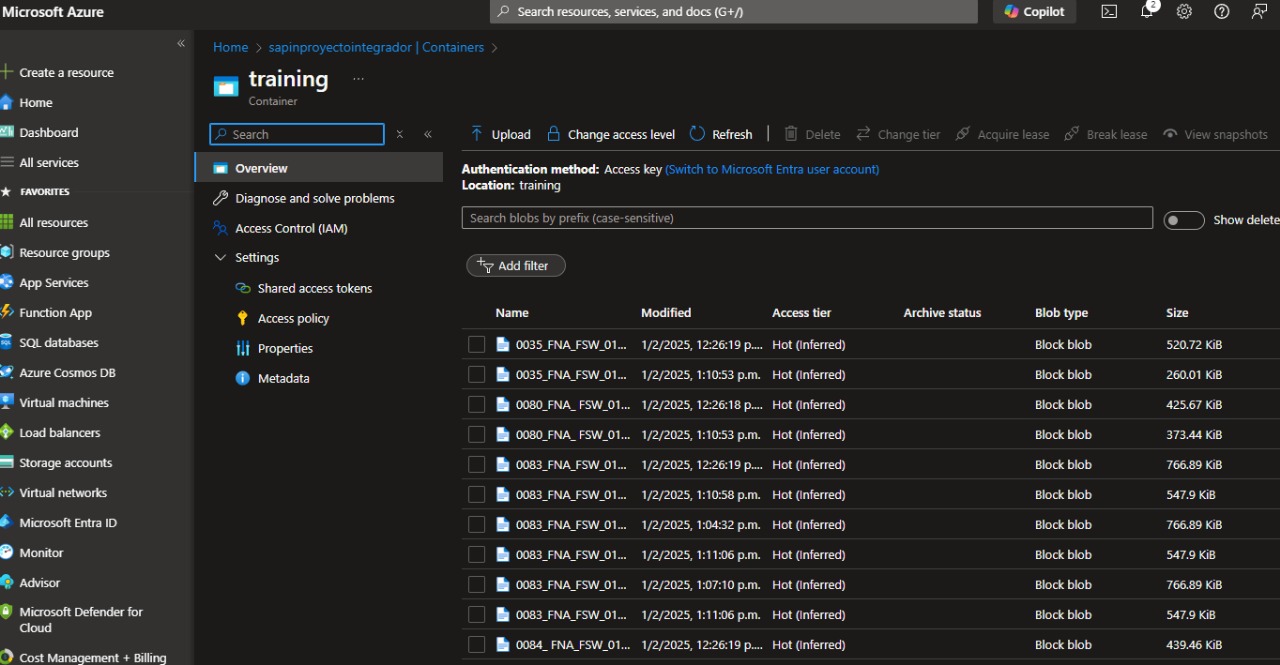 Microsoft Azure
Search resources, services, and docs (G+/)
Copilot
2
Create a resource
Home
Dashboard
All services
FAVORITES
All resources
Resource groups
App Services
Function App
SQL databases
Azure Cosmos DB
Virtual machines
Load balancers
Storage accounts
Virtual networks
Microsoft Entra ID
Monitor
Advisor
Microsoft Defender for
Cloud
Cost Management + Billing
Home > sapinproyectointegrador | Containers >
training ...
Container
Search
Overview
Diagnose and solve problems
Access Control (IAM)
Settings
Shared access tokens
Access policy
Properties
Metadata
Upload Change access level Refresh Delete Change tier Acquire lease Break lease View snapshots
Authentication method: Access key (Switch to Microsoft Entra user account)
Location: training
Search blobs by prefix (case-sensitive)
Show delete
Add filter
Name Modified Access tier Archive status Blob type Size
0035_FNA_FSW_01... 1/2/2025, 12:26:19 p.... Hot (Inferred) Block blob 520.72 KiB
0035_FNA_FSW_01... 1/2/2025, 1:10:53 p.m. Hot (Inferred) Block blob 260.01 KiB
0080_FNA_ FSW_01... 1/2/2025, 12:26:18 p.... Hot (Inferred) Block blob 425.67 KiB
0080_FNA_ FSW_01... 1/2/2025, 1:10:53 p.m. Hot (Inferred) Block blob 373.44 KiB
0083_FNA_FSW_01... 1/2/2025, 12:26:19 p.... Hot (Inferred) Block blob 766.89 KiB
0083_FNA_FSW_01... 1/2/2025, 1:10:58 p.m. Hot (Inferred) Block blob 547.9 KiB
0083_FNA_FSW_01... 1/2/2025, 1:04:32 p.m. Hot (Inferred) Block blob 766.89 KiB
0083_FNA_FSW_01... 1/2/2025, 1:11:06 p.m. Hot (Inferred) Block blob 547.9 KiB
0083_FNA_FSW_01... 1/2/2025, 1:07:10 p.m. Hot (Inferred) Block blob 766.89 KiB
0083_FNA_FSW_01... 1/2/2025, 1:11:06 p.m. Hot (Inferred) Block blob 547.9 KiB
0084_ FNA_FSW_01... 1/2/2025, 12:26:19 p.... Hot (Inferred) Block blob 439.46 KiB